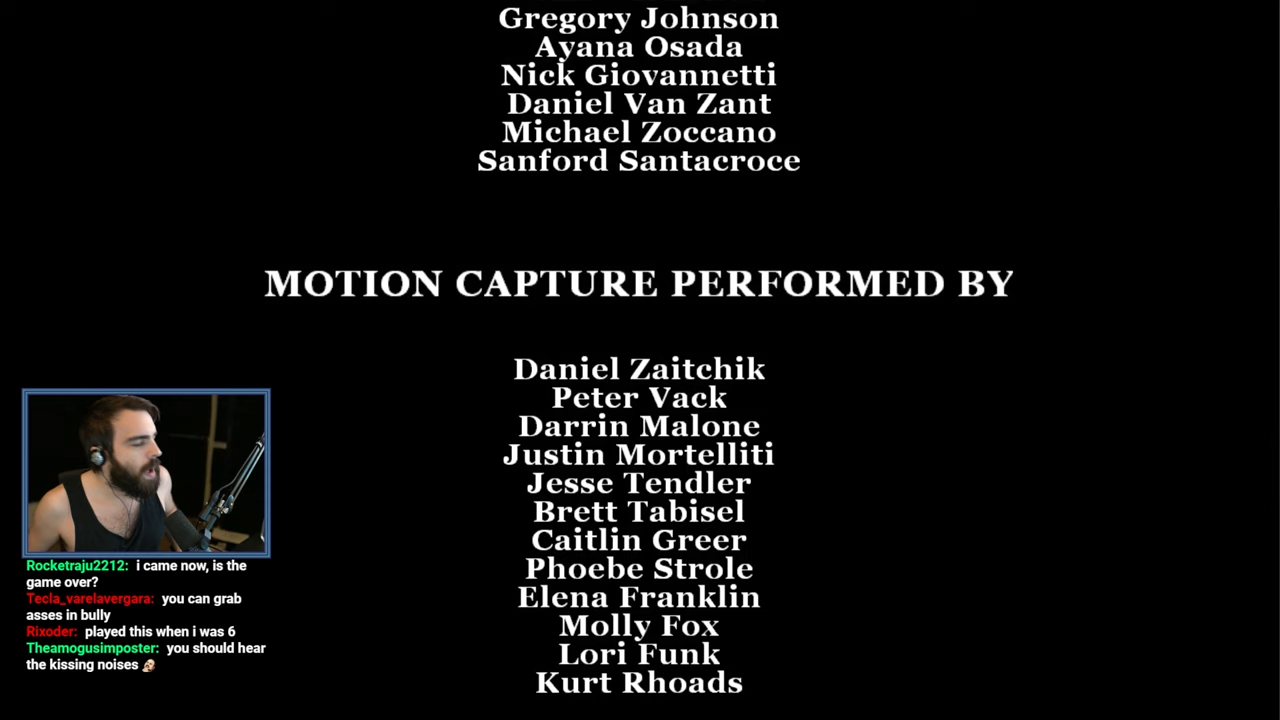 Gregory Johnson
Ayana Osada
Nick Giovannetti
Daniel Van Zant
Michael Zoccano
Sanford Santacroce
MOTION CAPTURE PERFORMED BY
Daniel Zaitchik
Peter Vack
Darrin Malone
Justin Mortelliti
Jesse Tendler
Brett Tabisel
Caitlin Greer
Phoebe Strole
Elena Franklin
Molly Fox
Lori Funk
Kurt Rhoads
Rocketraju2212: i came now, is the
game over?
Tecla_varelavergara: you can grab
asses in bully
Rixoder: played this when i was 6
Theamogusimposter: you should hear
the kissing noises